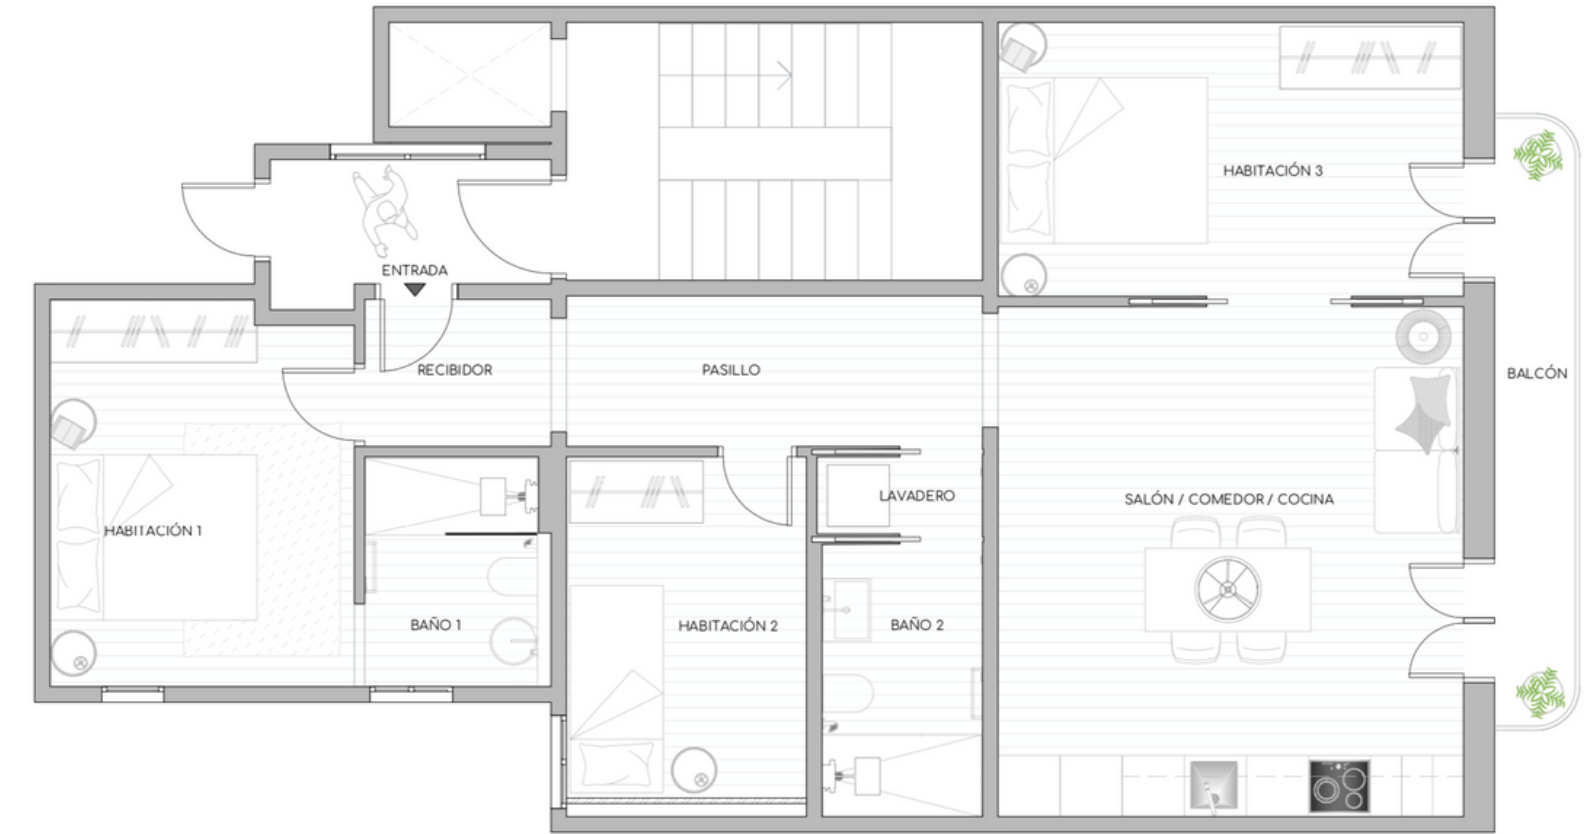 HABITACIÓN 3
ENTRADA
RECIBIDOR
PASILLO
BALCÓN
LAVADERO
SALÓN / COMEDOR / COCINA
HABITACIÓN 1
BAÑO 1
HABITACIÓN 2
BAÑO 2